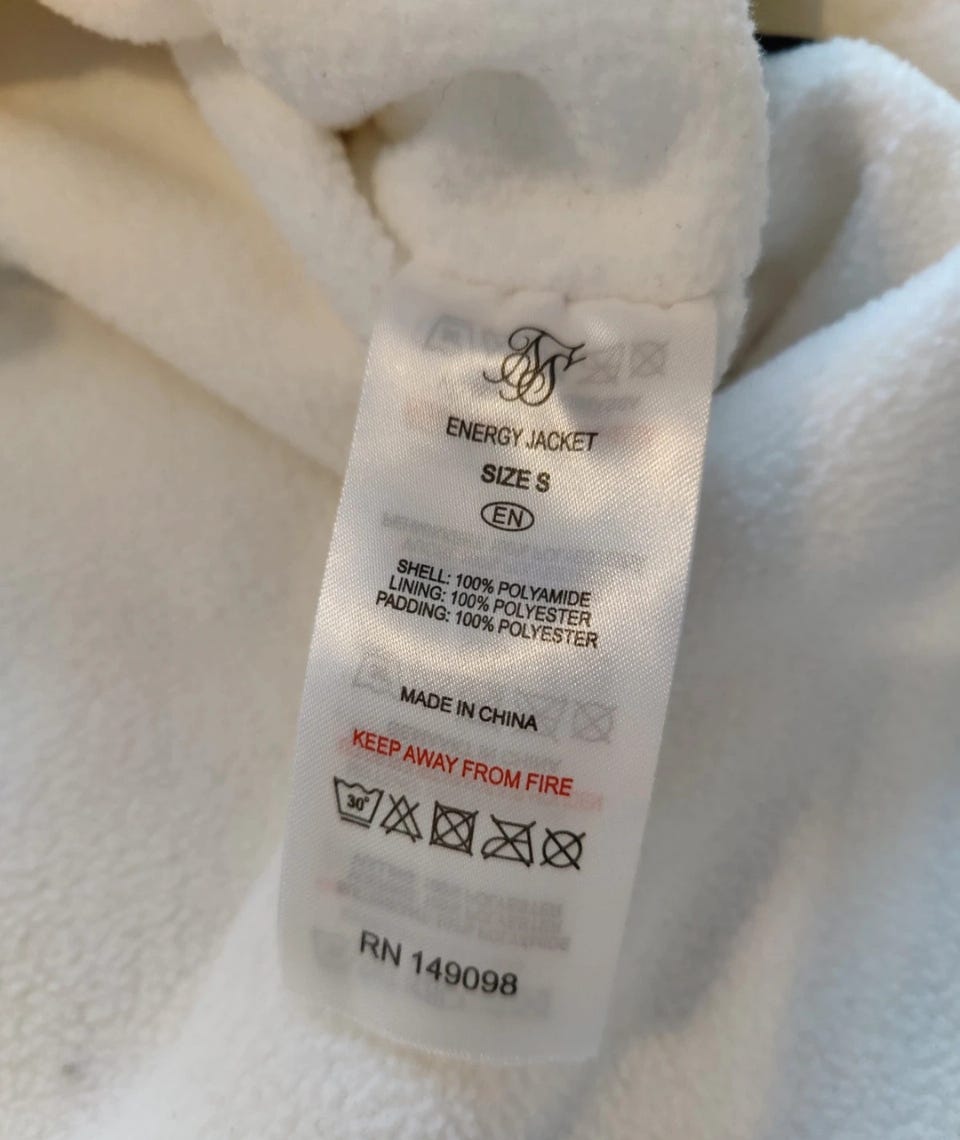 ENERGY JACKET
SIZE S
EN
SHELL: 100% POLYAMIDE
LINING: 100% POLYESTER
PADDING: 100% POLYESTER
MADE IN CHINA
KEEP AWAY FROM FIRE
30°
RN 149098